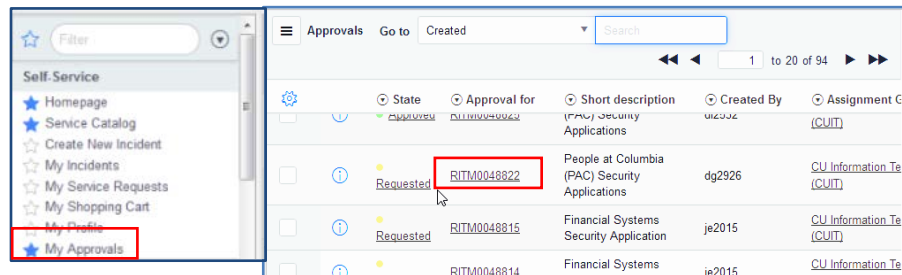 Filter
Self-Service
Homepage
Service Catalog
Create New Incident
My Incidents
My Service Requests
My Shopping Cart
My Profile
My Approvals
Approvals Go to Created Search
1 to 20 of 94
State Approval for Short description Created By Assignment G
Approved RITM0048825 (PAC) Security
Applications (CUIT)
People at Columbia
(PAC) Security
Applications
Requested RITM0048822 dg2926 CU Information Te
(CUIT)
Financial Systems
Security Application
Requested RITM0048815 je2015 CU Information Te
(CUIT)
Financial Systems
RITM0048814 je2015 CU Information Te